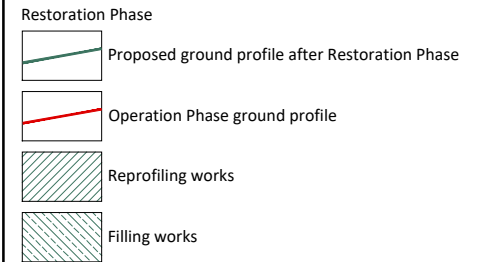 Restoration Phase
Proposed ground profile after Restoration Phase
Operation Phase ground profile
Reprofiling works
Filling works